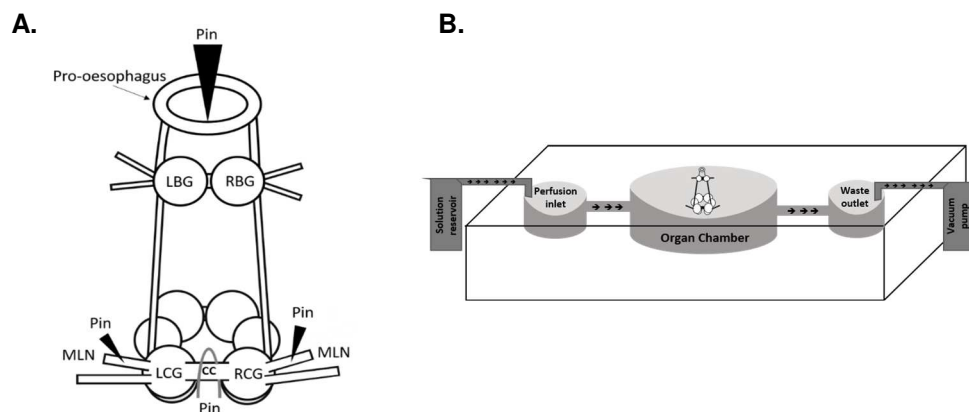 A.
Pin
Pro-oesophagus
LBG
RBG
Pin
Pin
MLN
MLN
LCG
cc
RCG
Pin
B.
Solution
reservoir
Perfusion
inlet
Organ Chamber
Waste
outlet
Vacuum
pump